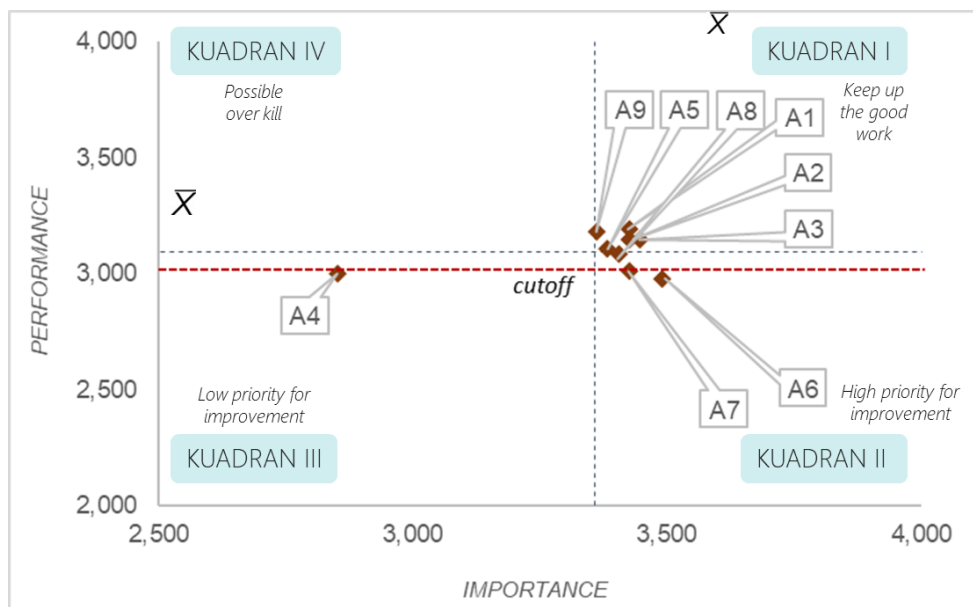 X̅
4,000
KUADRAN IV
KUADRAN I
Possible
over kill
Keep up
the good
work
A9
A5
A8
A1
3,500
A2
X̅
A3
3,000
cutoff
A4
PERFORMANCE
2,500
A7
A6
Low priority for
improvement
High priority for
improvement
KUADRAN III
KUADRAN II
2,000
2,500
3,000
3,500
4,000
IMPORTANCE